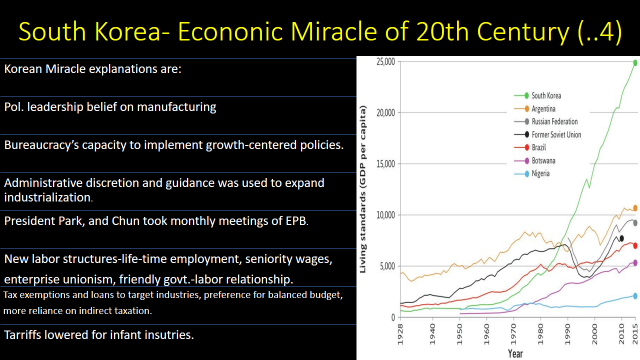 South Korea- Econonic Miracle of 20th Century (..4)
Korean Miracle explanations are:
Pol. leadership belief on manufacturing
Bureaucracy's capacity to implement growth-centered policies.
Administrative discretion and guidance was used to expand
industrialization.
President Park, and Chun took monthly meetings of EPB.
New labor structures-life-time employment, seniority wages,
enterprise unionism, friendly govt.-labor relationship.
Tax exemptions and loans to target industries, preference for balanced budget,
more reliance on indirect taxation.
Tarriffs lowered for infant insutries.
Living standards (GDP per capita)
25,000
20,000
15,000
10,000
5,000
0
South Korea
Argentina
Russian Federation
Former Soviet Union
Brazil
Botswana
Nigeria
1928
1940
1950
1960
1970
1980
1990
2000
2010
2015
Year